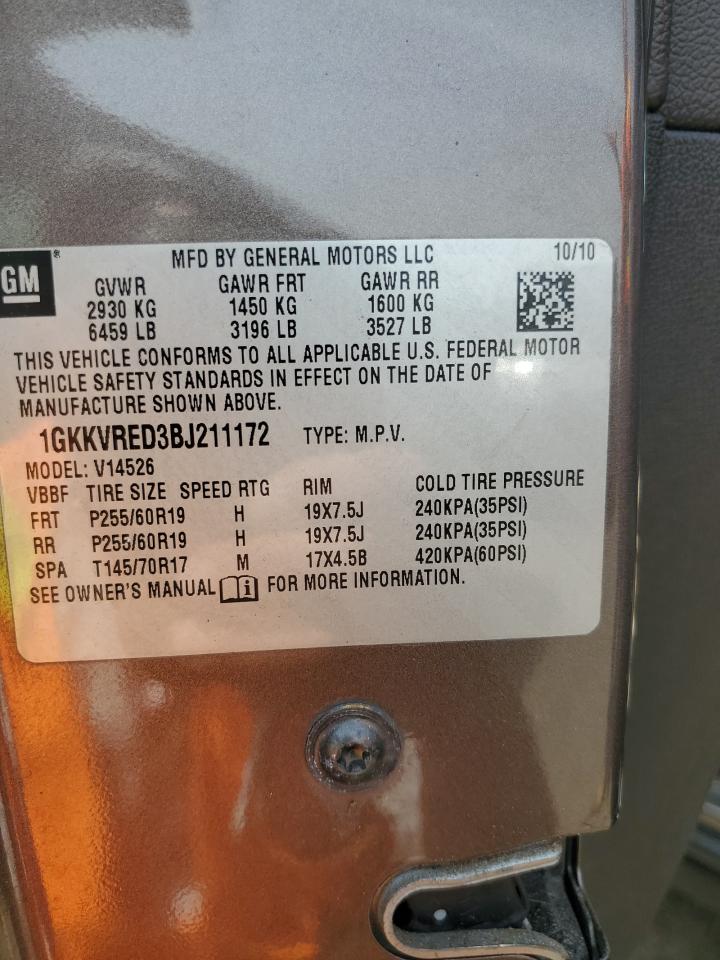 GM® MFD BY GENERAL MOTORS LLC 10/10
GVWR GAWR FRT GAWR RR
2930 KG 1450 KG 1600 KG
6459 LB 3196 LB 3527 LB
THIS VEHICLE CONFORMS TO ALL APPLICABLE U.S. FEDERAL MOTOR
VEHICLE SAFETY STANDARDS IN EFFECT ON THE DATE OF
MANUFACTURE SHOWN ABOVE.
1GKKVRED3BJ211172 TYPE: M.P.V.
MODEL: V14526
VBBF TIRE SIZE SPEED RTG RIM COLD TIRE PRESSURE
FRT P255/60R19 H 19X7.5J 240KPA(35PSI)
RR P255/60R19 H 19X7.5J 240KPA(35PSI)
SPA T145/70R17 M 17X4.5B 420KPA(60PSI)
SEE OWNER'S MANUAL i FOR MORE INFORMATION.